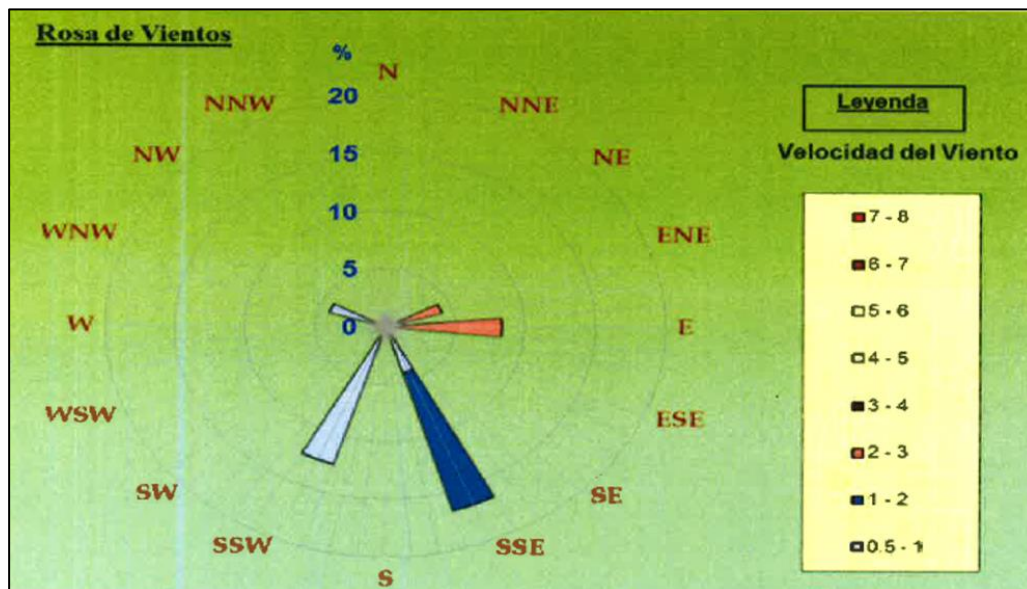 Rosa de Vientos
%
N
20
NNW
NNE
15
NW
NE
10
WNW
ENE
5
W
0
E
WSW
ESE
SW
SE
SSW
SSE
S
Leyenda
Velocidad del Viento
7 - 8
6 - 7
5 - 6
4 - 5
3 - 4
2 - 3
1 - 2
0.5 - 1